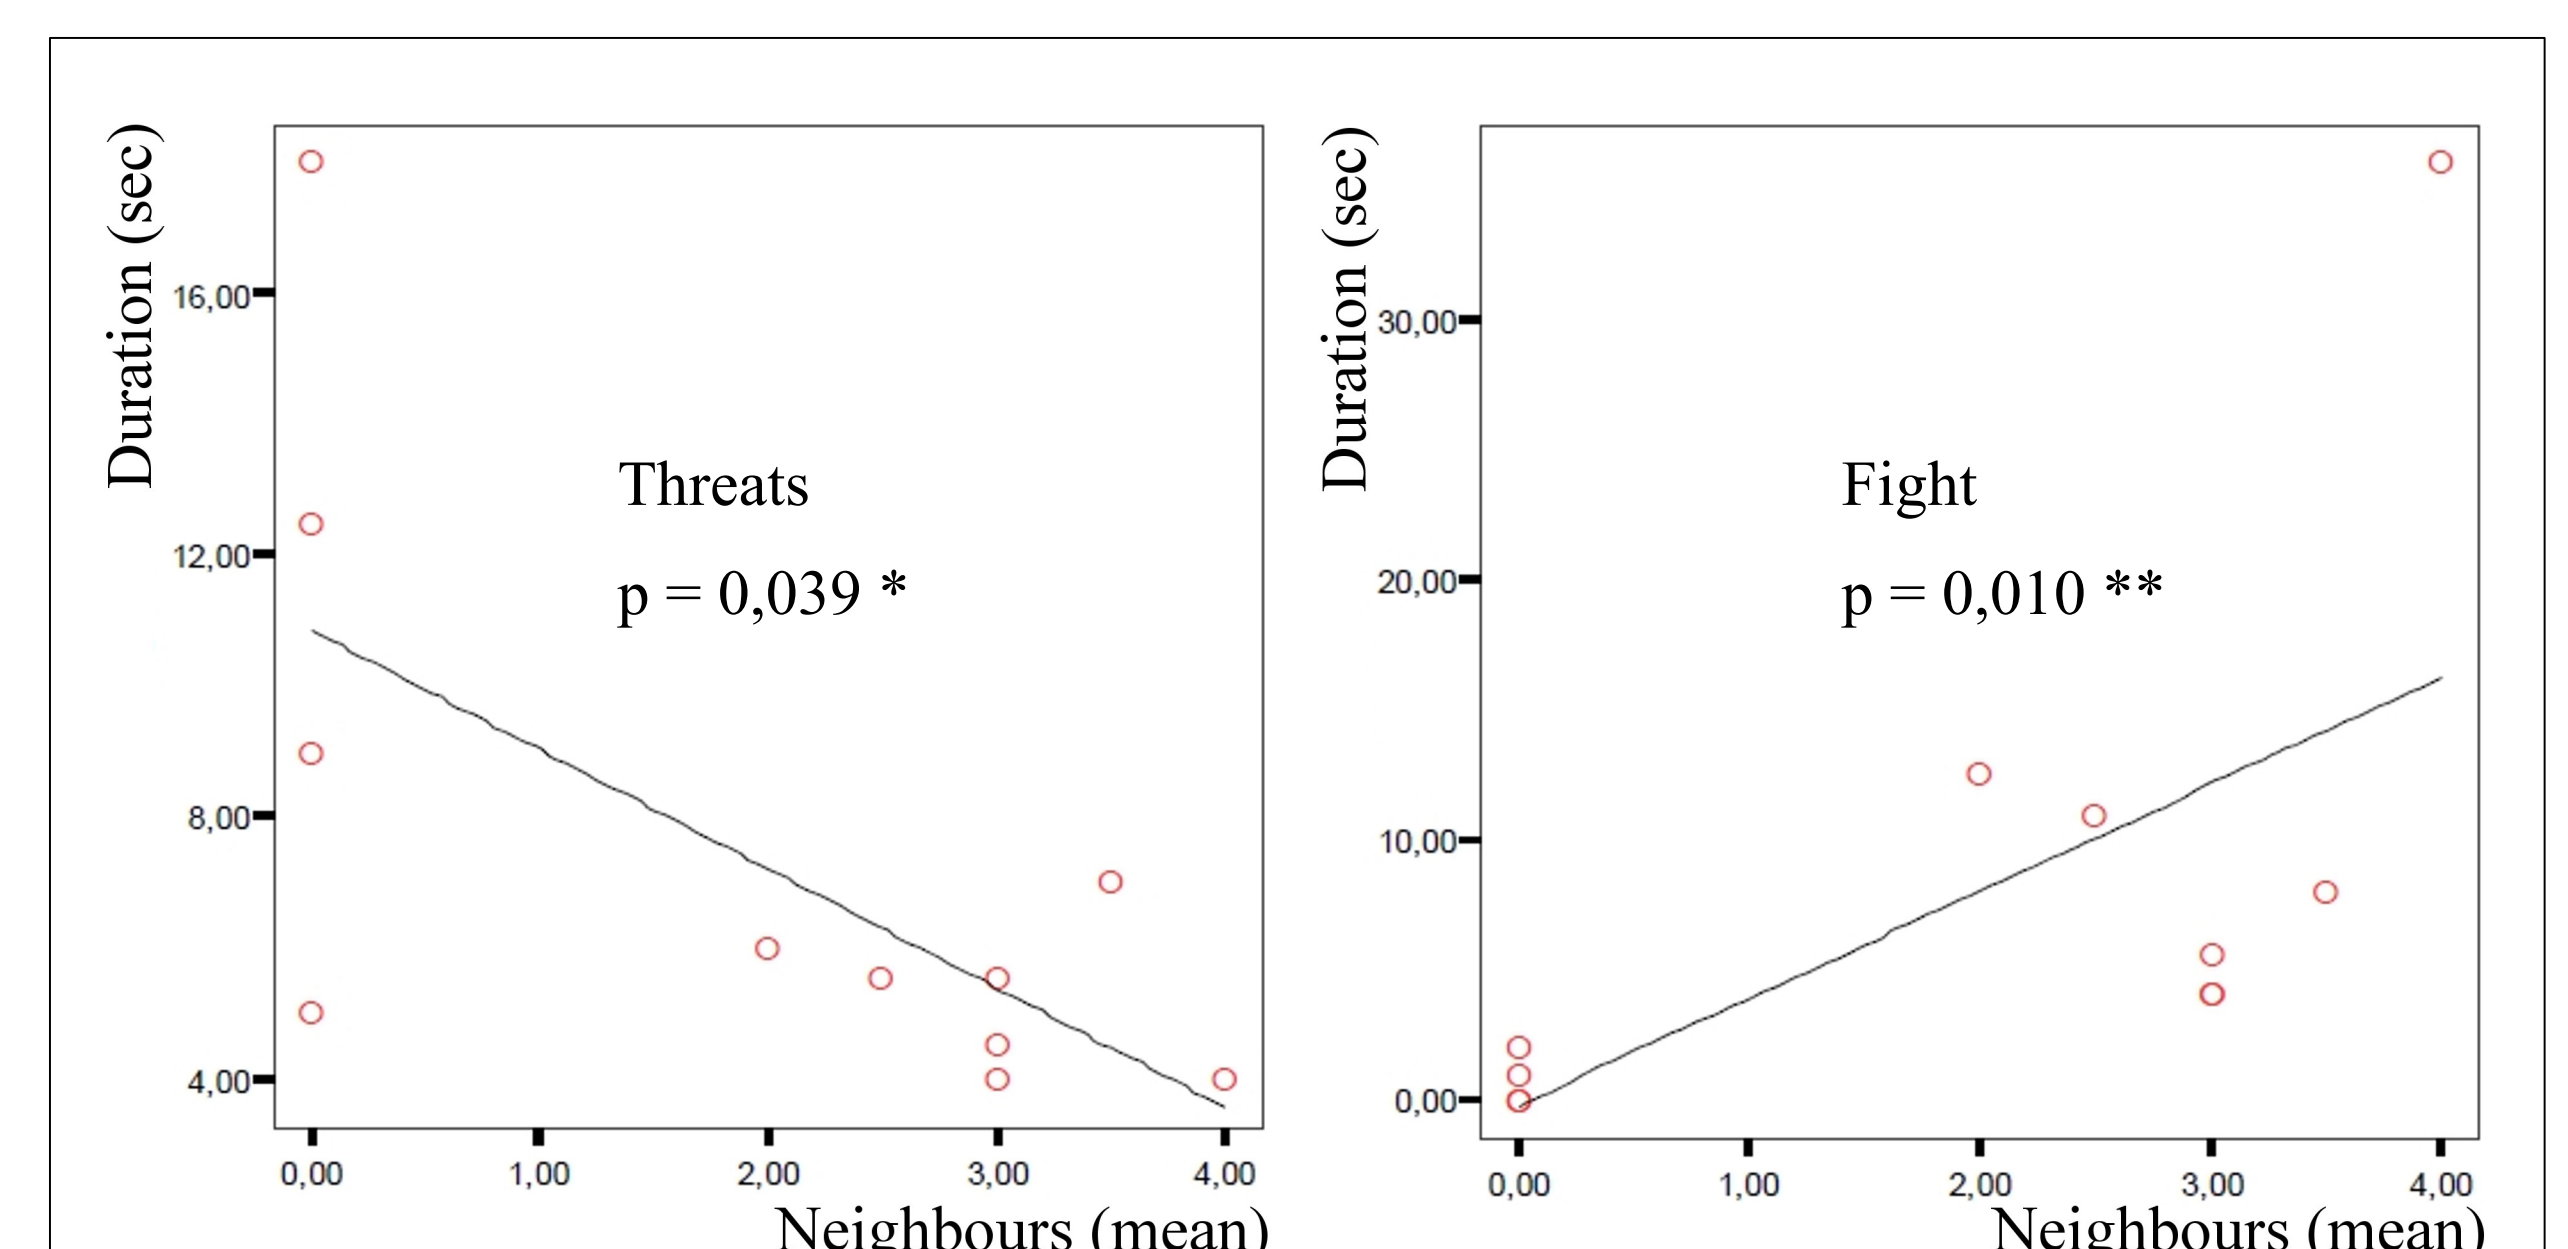 Duration (sec)
16,00
12,00
8,00
4,00
Threats
p = 0,039 *
0,00 1,00 2,00 3,00 4,00
Neighbours (mean)
Duration (sec)
30,00
20,00
10,00
0,00
Fight
p = 0,010 **
0,00 1,00 2,00 3,00 4,00
Neighbours (mean)